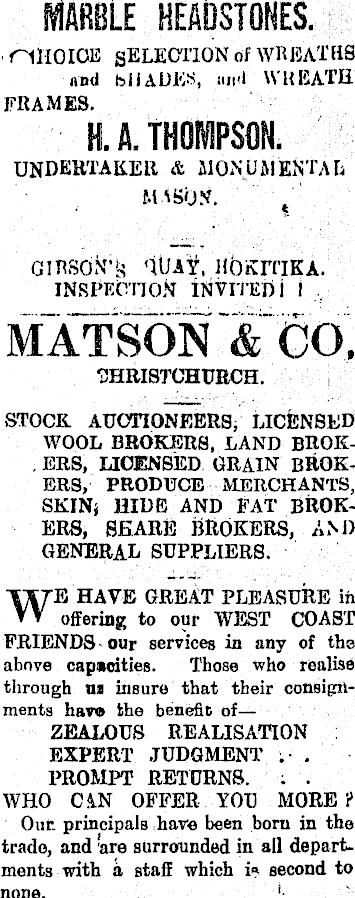 MARBLE HEADSTONES.
CHOICE SELECTION of WREATHS
and SHADES, and WREATH
FRAMES.
H. A. THOMPSON.
UNDERTAKER & MONUMENTAL
MASON.
GIBSON'S QUAY, HOKITIKA.
INSPECTION INVITED! !
MATSON & CO,
CHRISTCHURCH.
STOCK AUCTIONEERS, LICENSED
WOOL BROKERS, LAND BROK-
ERS, LICENSED GRAIN BROK-
ERS, PRODUCE MERCHANTS,
SKIN, HIDE AND FAT BROK-
ERS, SHARE BROKERS, AND
GENERAL SUPPLIERS.
WE HAVE GREAT PLEASURE in
offering to our WEST COAST
FRIENDS our services in any of the
above capacities. Those who realise
through us insure that their consign-
ments have the benefit of—
ZEALOUS REALISATION
EXPERT JUDGMENT . .
PROMPT RETURNS. . .
WHO CAN OFFER YOU MORE ?
Our principals have been born in the
trade, and are surrounded in all depart-
ments with a staff which is second to
none.